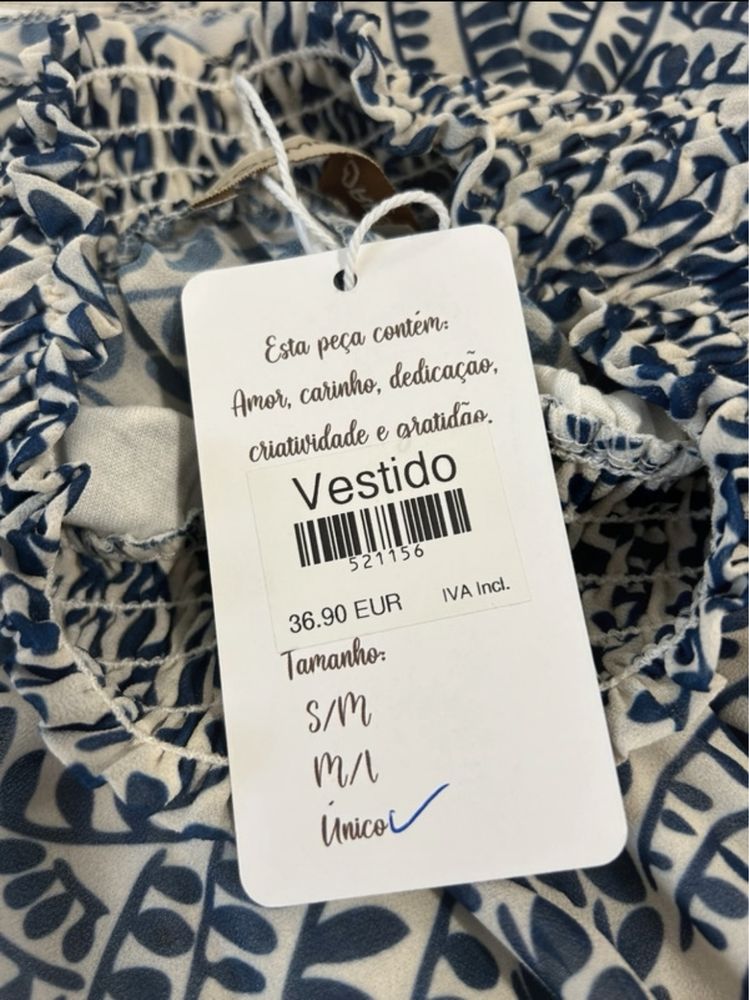 Esta peça contém:
Amor, carinho, dedicação,
criatividade e gratidão.
Vestido
521156
36.90 EUR IVA Incl.
Tamanho:
S/M
M/L
Único